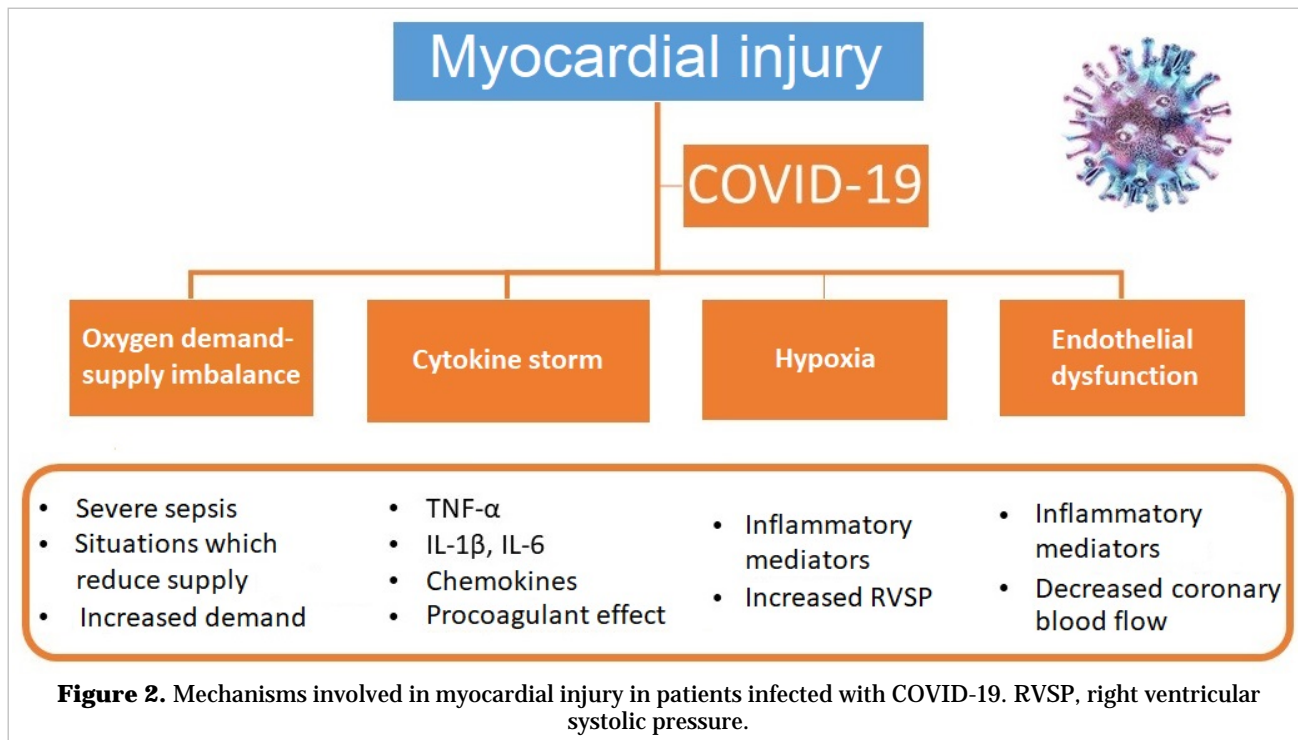 Myocardial injury
COVID-19
Oxygen demand-
supply imbalance
Cytokine storm
Hypoxia
Endothelial
dysfunction
• Severe sepsis
• Situations which
reduce supply
• Increased demand
• TNF-α
• IL-1β, IL-6
• Chemokines
• Procoagulant effect
• Inflammatory
mediators
• Increased RVSP
• Inflammatory
mediators
• Decreased coronary
blood flow
Figure 2. Mechanisms involved in myocardial injury in patients infected with COVID-19. RVSP, right ventricular
systolic pressure.